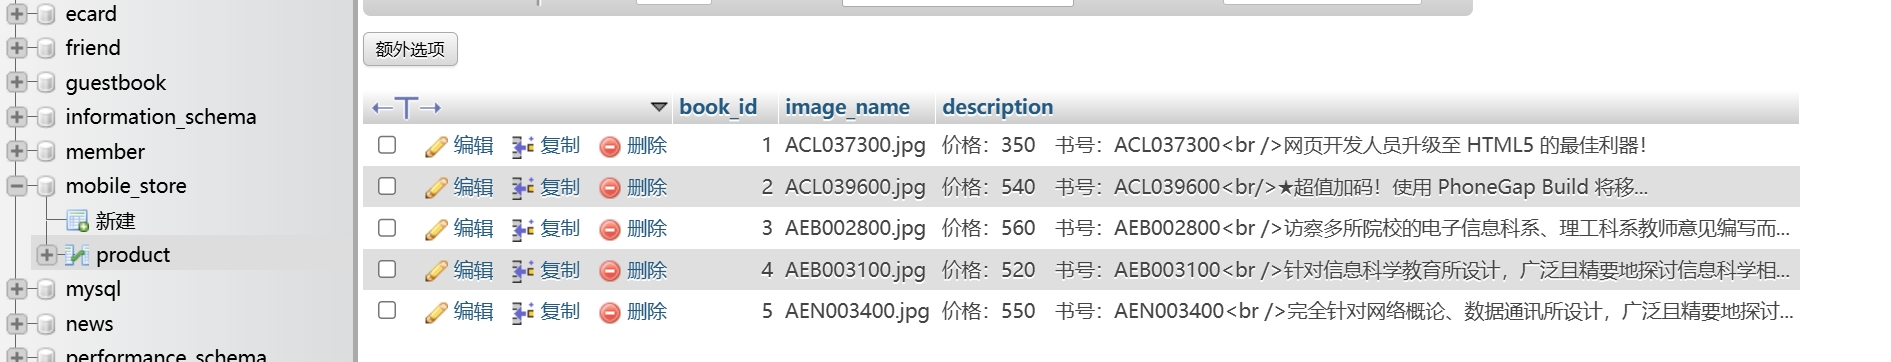 ecard
friend
guestbook
information_schema
member
mobile_store
新建
product
mysql
news
performance_schema
额外选项
←T→ book_id image_name description
编辑 复制 删除 1 ACL037300.jpg 价格：350 书号：ACL037300<br />网页开发人员升级至 HTML5 的最佳利器！
编辑 复制 删除 2 ACL039600.jpg 价格：540 书号：ACL039600<br/>★超值加码！使用 PhoneGap Build 将移...
编辑 复制 删除 3 AEB002800.jpg 价格：560 书号：AEB002800<br />访察多所院校的电子信息科系、理工科系教师意见编写而...
编辑 复制 删除 4 AEB003100.jpg 价格：520 书号：AEB003100<br />针对信息科学教育所设计，广泛且精要地探讨信息科学相...
编辑 复制 删除 5 AEN003400.jpg 价格：550 书号：AEN003400<br />完全针对网络概论、数据通讯所设计，广泛且精要地探讨...